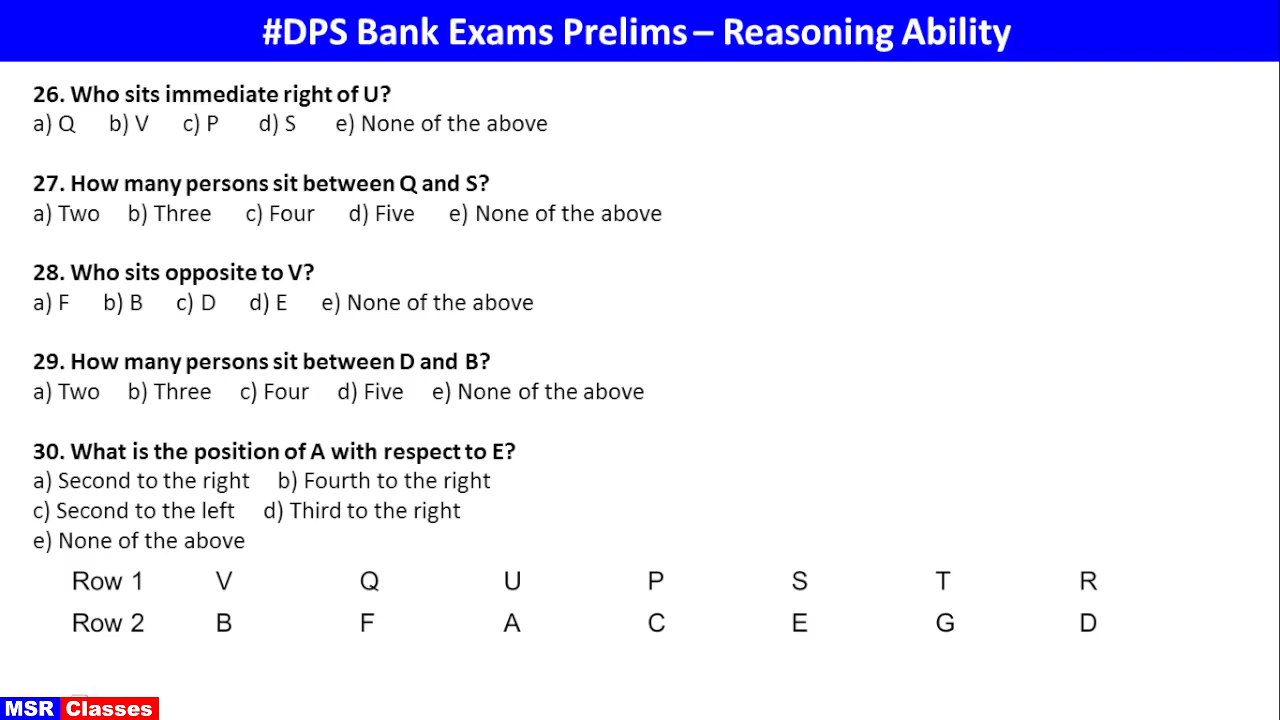 #DPS Bank Exams Prelims – Reasoning Ability
26. Who sits immediate right of U?
a) Q b) V c) P d) S e) None of the above
27. How many persons sit between Q and S?
a) Two b) Three c) Four d) Five e) None of the above
28. Who sits opposite to V?
a) F b) B c) D d) E e) None of the above
29. How many persons sit between D and B?
a) Two b) Three c) Four d) Five e) None of the above
30. What is the position of A with respect to E?
a) Second to the right b) Fourth to the right
c) Second to the left d) Third to the right
e) None of the above
Row 1 V Q U P S T R
Row 2 B F A C E G D
MSR Classes